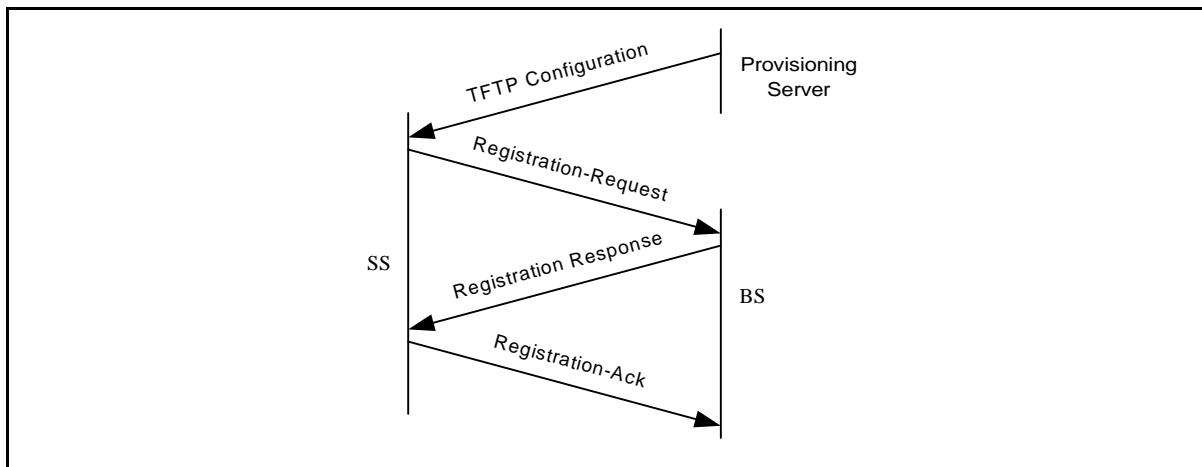 TFTP Configuration
Provisioning
Server
Registration-Request
SS
Registration Response
BS
Registration-Ack